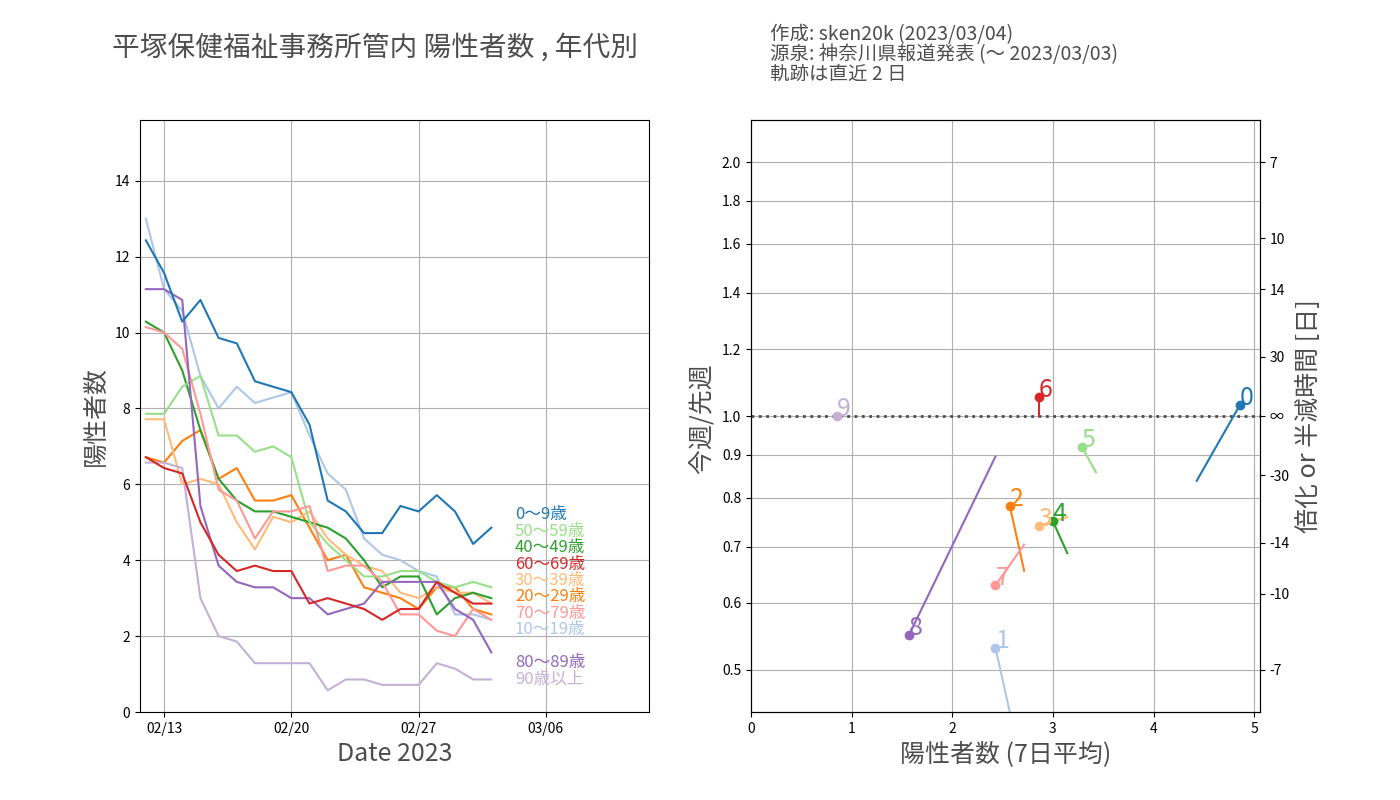 平塚保健福祉事務所管内 陽性者数 , 年代別
作成: sken20k (2023/03/04)
源泉: 神奈川県報道発表 (〜 2023/03/03)
軌跡は直近 2 日
陽性者数
14
12
10
8
6
4
2
0
02/13
02/20
02/27
03/06
Date 2023
0〜9歳
50〜59歳
40〜49歳
60〜69歳
30〜39歳
20〜29歳
70〜79歳
10〜19歳
80〜89歳
90歳以上
今週/先週
2.0
1.8
1.6
1.4
1.2
1.0
0.9
0.8
0.7
0.6
0.5
9
6
0
5
2
3
4
7
8
1
0
1
2
3
4
5
陽性者数 (7日平均)
7
10
14
30
∞
-30
-14
-10
-7
倍化 or 半減時間 [日]